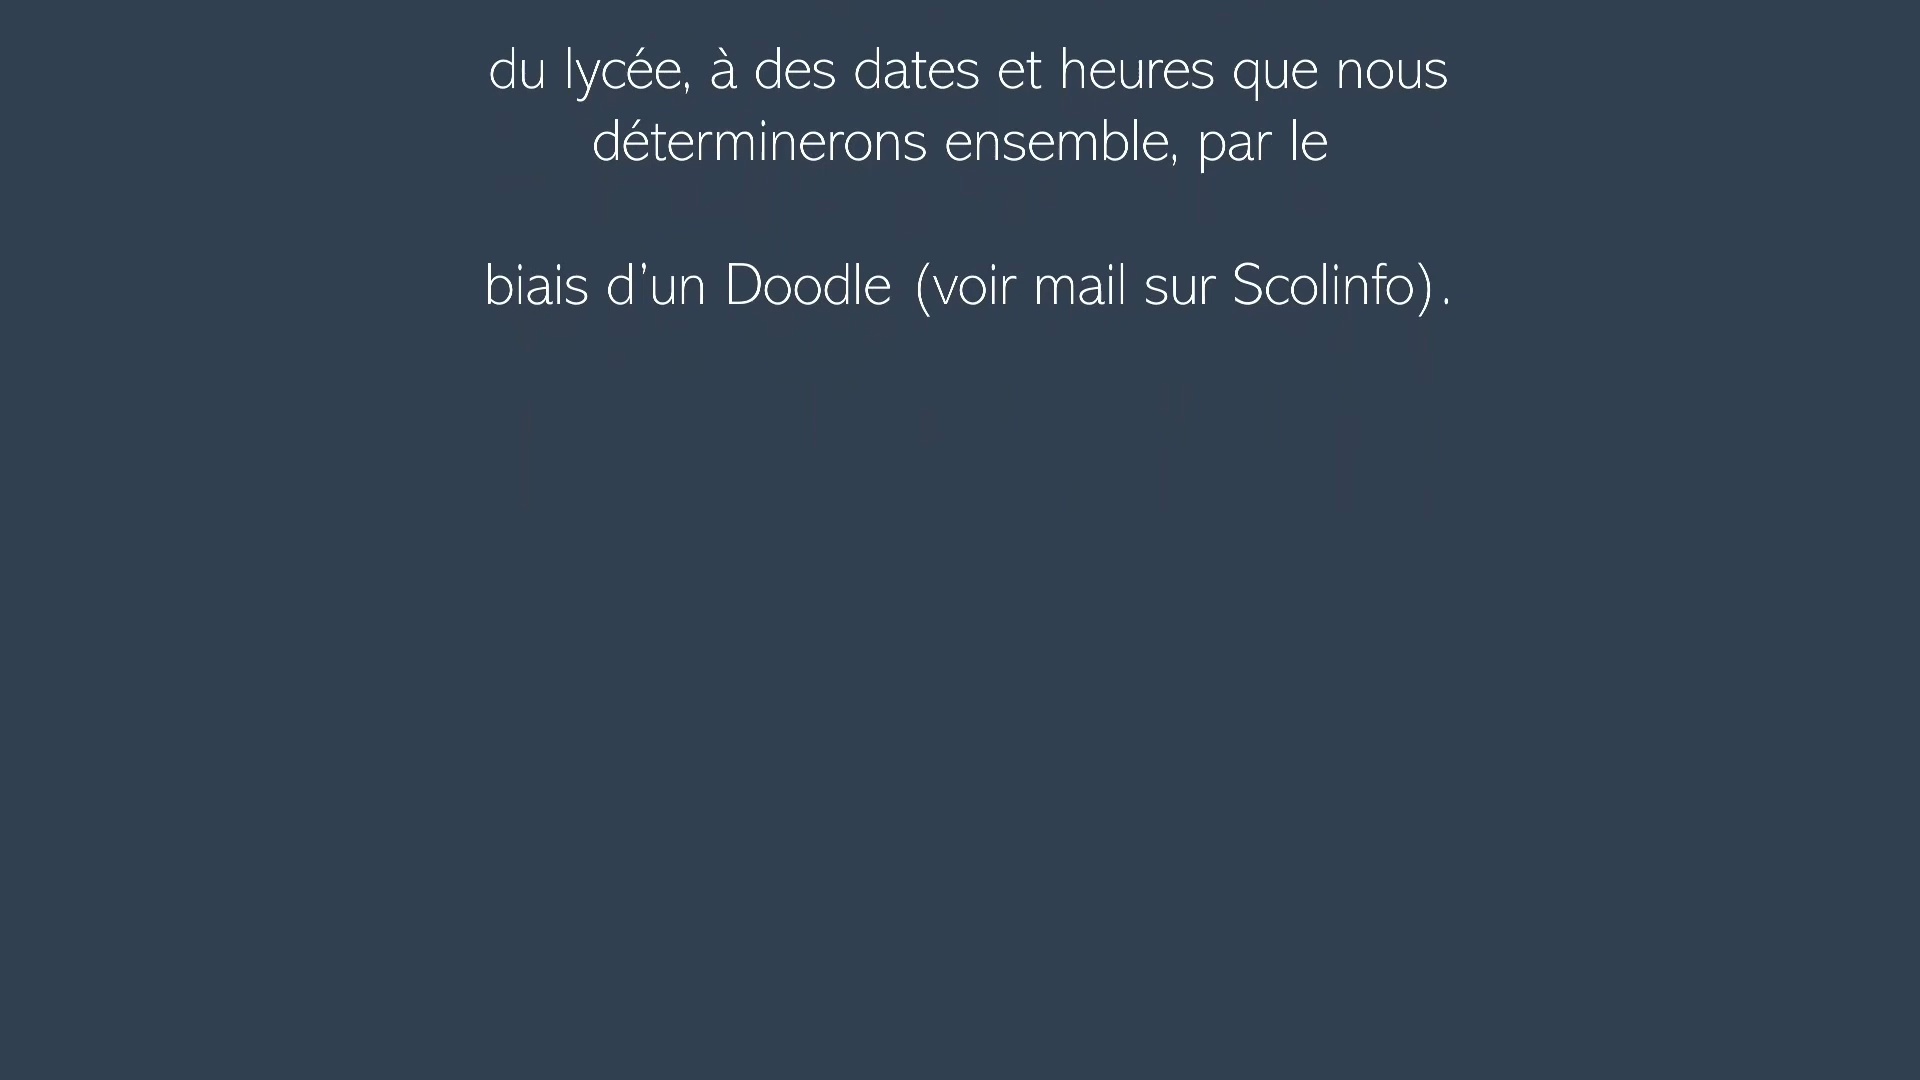 du lycée, à des dates et heures que nous
déterminerons ensemble, par le
biais d’un Doodle (voir mail sur Scolinfo).